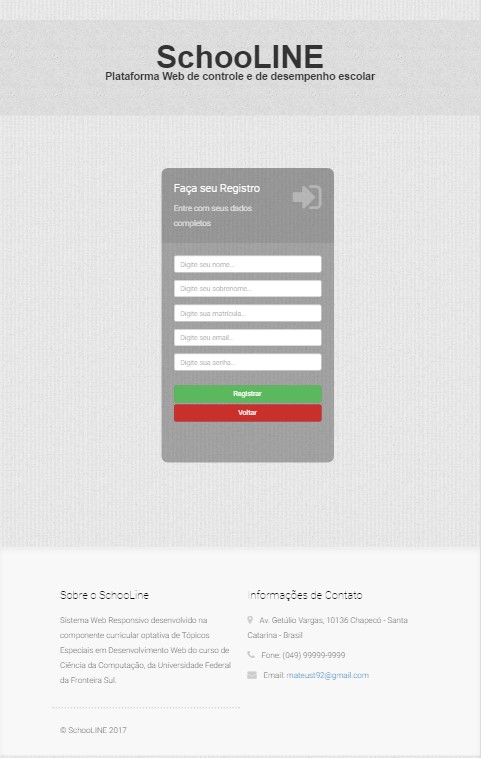 SchooLINE
Plataforma Web de controle e de desempenho escolar
Faça seu Registro
Entre com seus dados
completos
Digite seu nome...
Digite seu sobrenome...
Digite sua matrícula...
Digite seu email...
Digite sua senha...
Registrar
Voltar
Sobre o SchooLine
Sistema Web Responsivo desenvolvido na
componente curricular optativa de Tópicos
Especiais em Desenvolvimento Web do curso de
Ciência da Computação, da Universidade Federal
da Fronteira Sul.
© SchooLINE 2017
Informações de Contato
Av. Getúlio Vargas, 10136 Chapecó - Santa
Catarina - Brasil
Fone: (049) 99999-9999
Email: mateust92@gmail.com